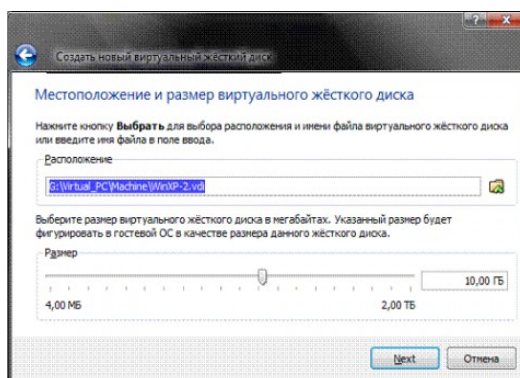 Создать новый виртуальный жёсткий диск
Местоположение и размер виртуального жёсткого диска
Нажмите кнопку Выбрать для выбора расположения и имени файла виртуального жёсткого диска
или введите имя файла в поле ввода.
Расположение
G:\Virtual_PC\Machine\WinXP-2.vdi
Выберите размер виртуального жёсткого диска в мегабайтах. Указанный размер будет
фигурировать в гостевой ОС в качестве размера данного жёсткого диска.
Размер
10,00 ГБ
4,00 МБ
2,00 ТБ
Next
Отмена